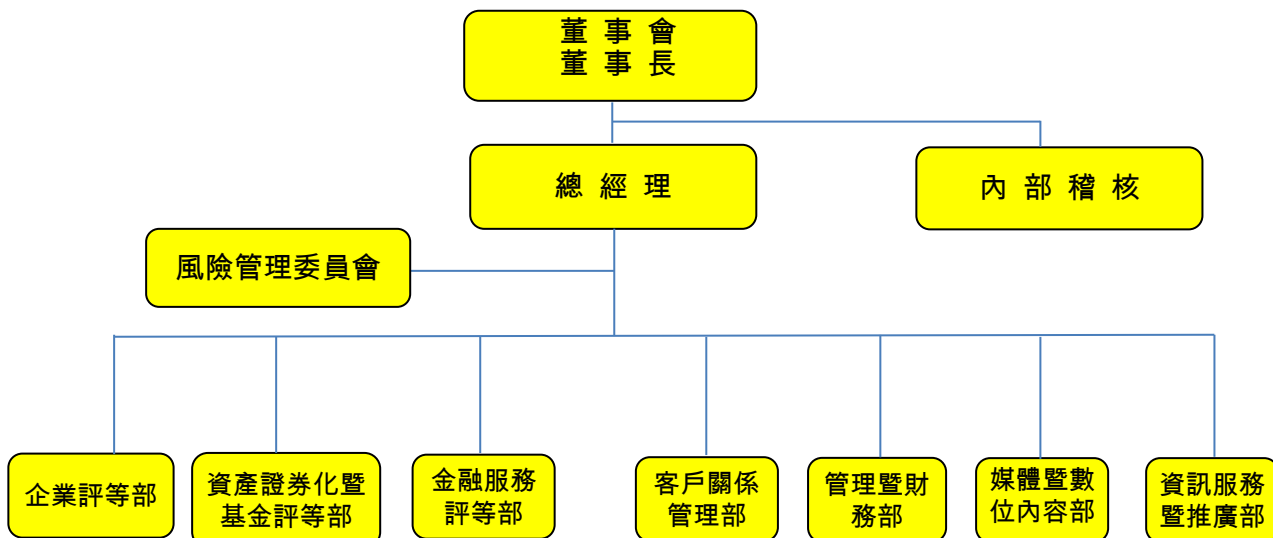 董 事 會
董 事 長
總 經 理
內 部 稽 核
風險管理委員會
企業評等部
資產證券化暨
基金評等部
金融服務
評等部
客戶關係
管理部
管理暨財
務部
媒體暨數
位內容部
資訊服務
暨推廣部